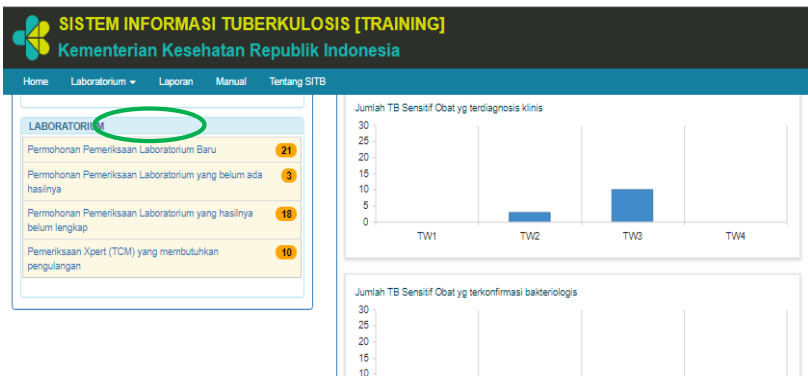 SISTEM INFORMASI TUBERKULOSIS [TRAINING]
Kementerian Kesehatan Republik Indonesia
Home Laboratorium Laporan Manual Tentang SITB
LABORATORIUM
Permohonan Pemeriksaan Laboratorium Baru 21
Permohonan Pemeriksaan Laboratorium yang belum ada 3
hasilnya
Permohonan Pemeriksaan Laboratorium yang hasilnya 18
belum lengkap
Pemeriksaan Xpert (TCM) yang membutuhkan 10
pengulangan
Jumlah TB Sensitif Obat yg terdiagnosis klinis
30
25
20
15
10
5
0
TW1 TW2 TW3 TW4
Jumlah TB Sensitif Obat yg terkonfirmasi bakteriologis
30
25
20
15
10